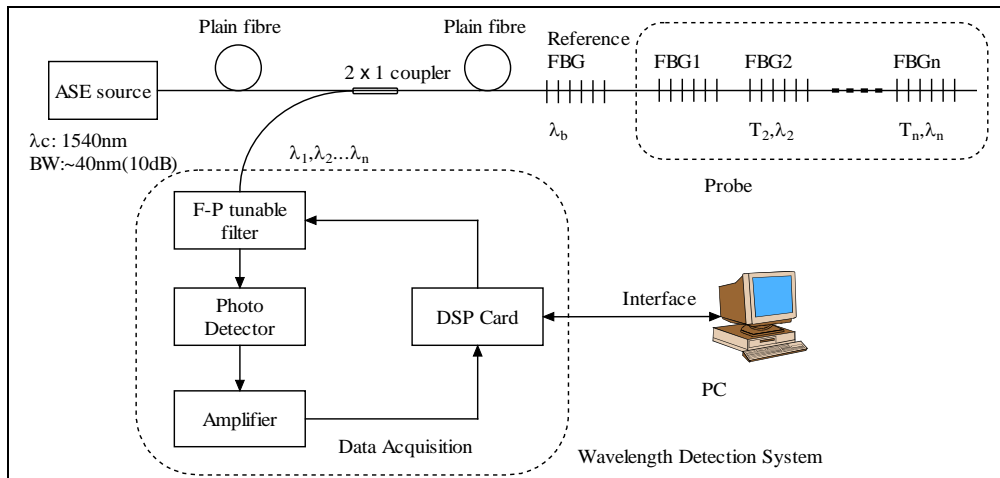 Plain fibre
Plain fibre
Reference
FBG
FBG1
FBG2
FBGn
2 x 1 coupler
ASE source
λb
T2,λ2
Tn,λn
λc: 1540nm
BW:~40nm(10dB)
λ1,λ2...λn
Probe
F-P tunable
filter
Photo
Detector
DSP Card
Interface
PC
Amplifier
Data Acquisition
Wavelength Detection System